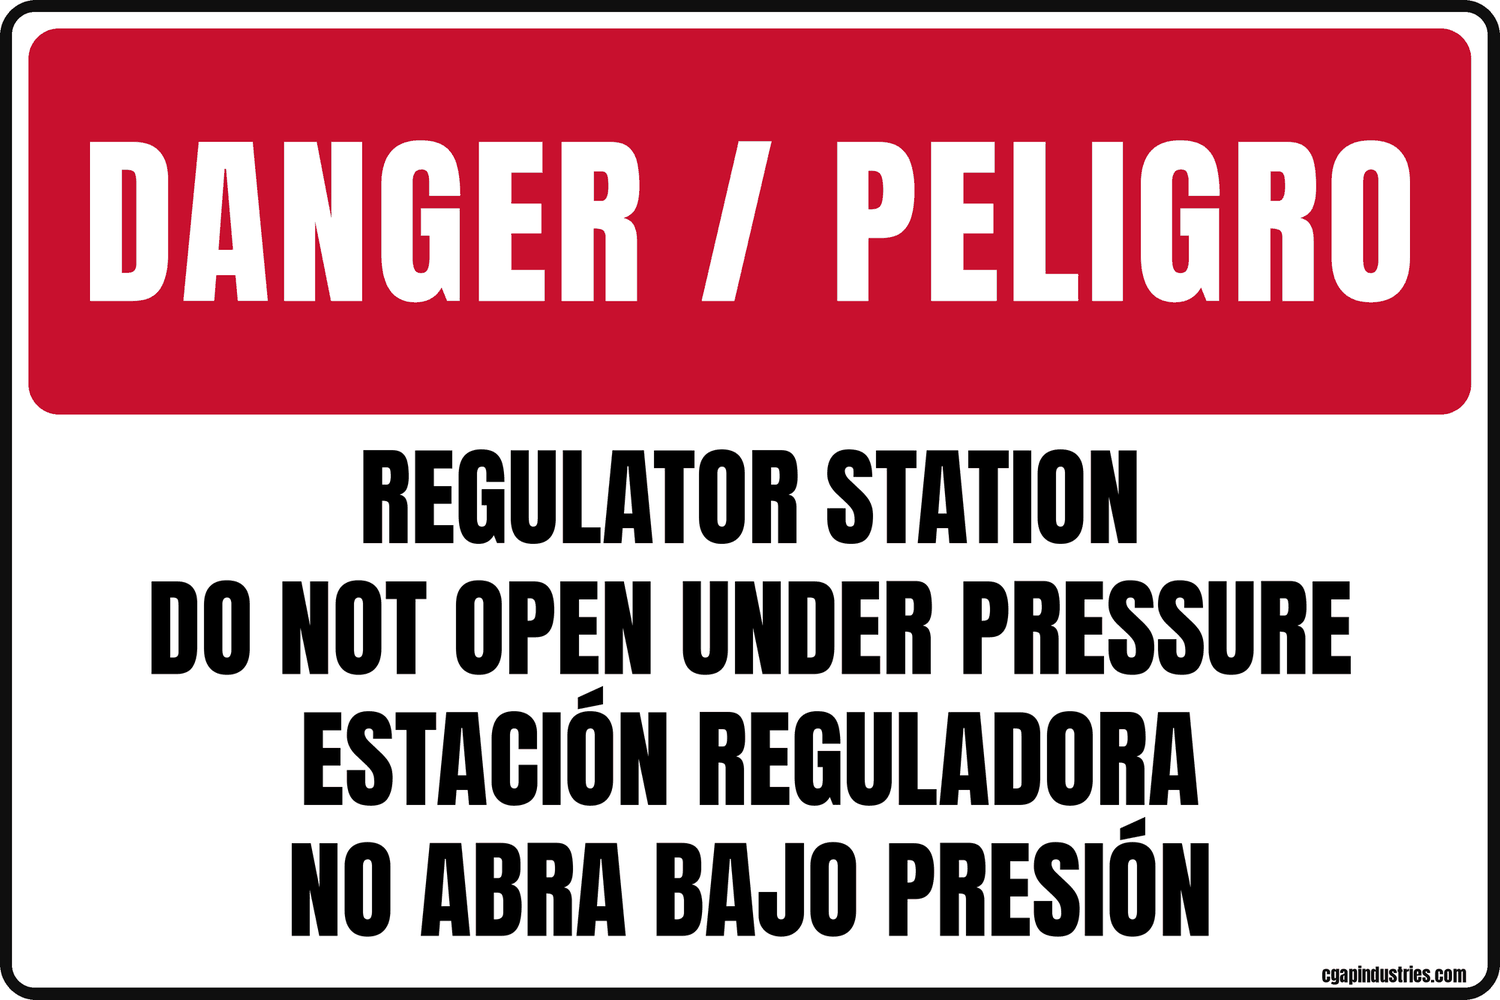 DANGER / PELIGRO
REGULATOR STATION
DO NOT OPEN UNDER PRESSURE
ESTACIÓN REGULADORA
NO ABRA BAJO PRESIÓN
cgapindustries.com